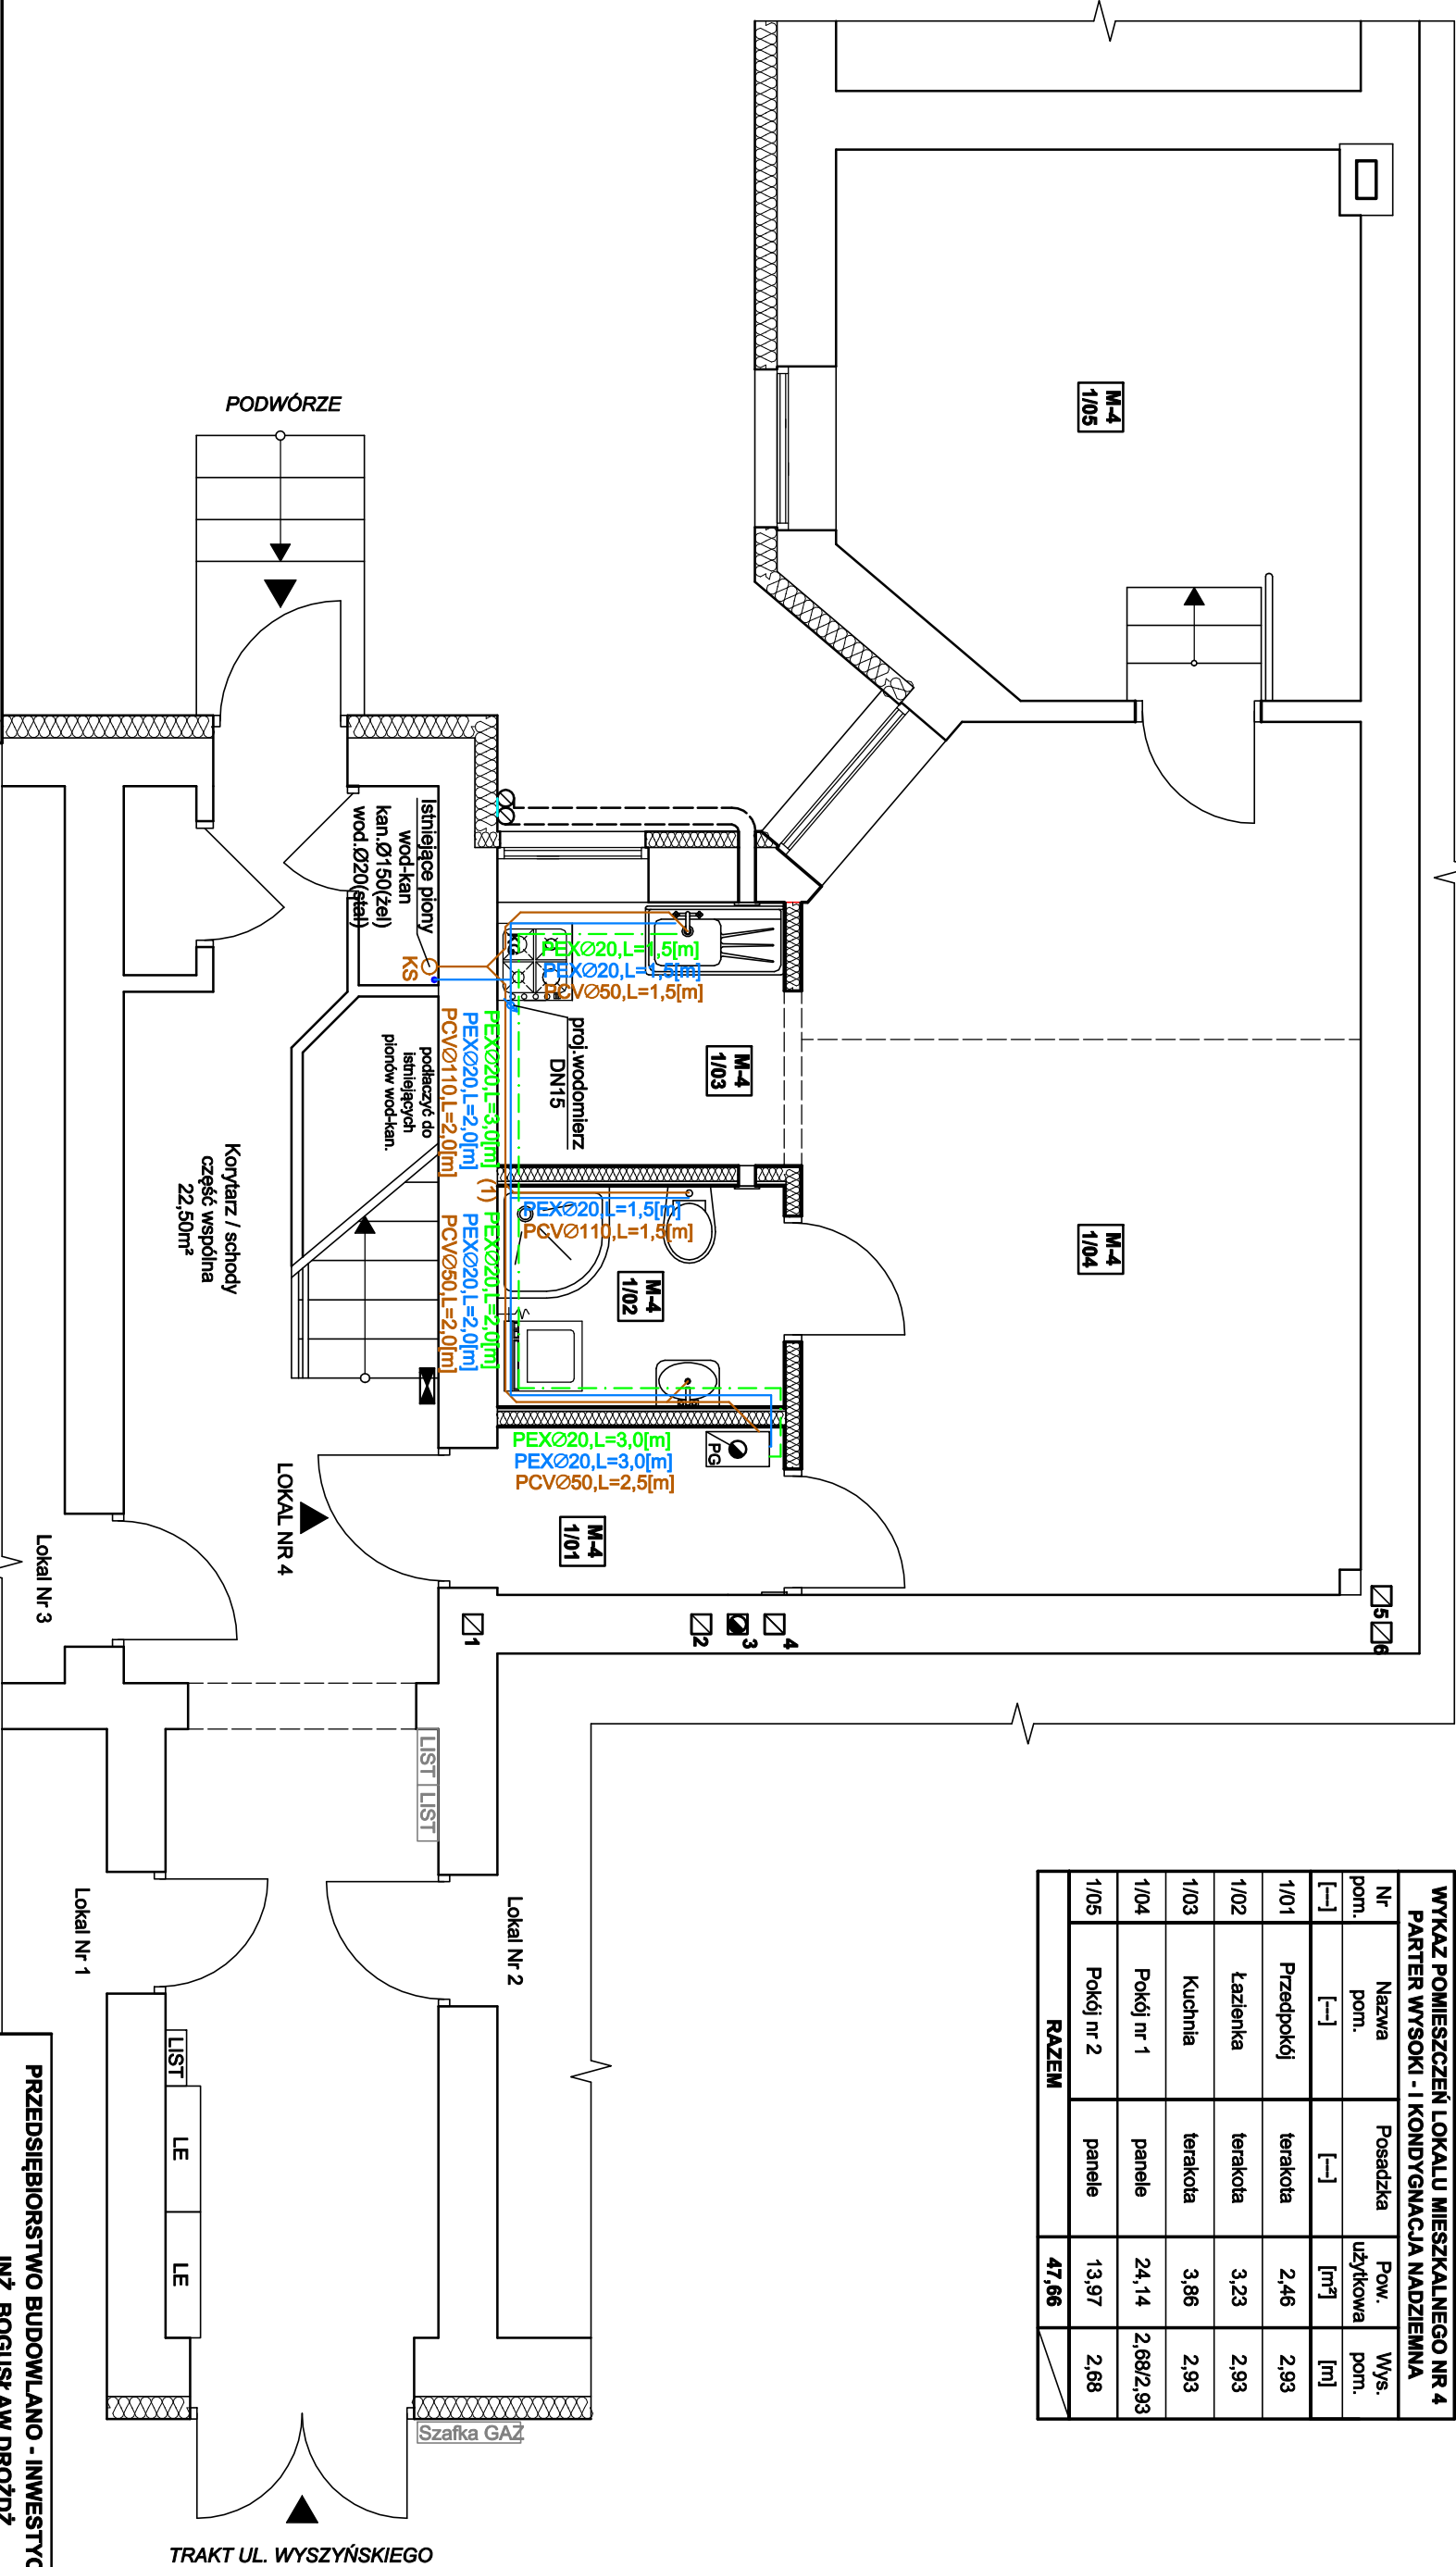 WYKAZ POMIESZCZEŃ LOKALU MIESZKALNEGO NR 4
PARTER WYSOKI - I KONDYGNACJA NADZIEMNA
Nr pom. Nazwa pom. Posadzka Pow. użytkowa Wys. pom.
[---] [---] [---] [m²] [m]
1/01 Przedpokój terakota 2,46 2,93
1/02 Łazienka terakota 3,23 2,93
1/03 Kuchnia terakota 3,86 2,93
1/04 Pokój nr 1 panele 24,14 2,68/2,93
1/05 Pokój nr 2 panele 13,97 2,68
RAZEM 47,66
M-4
1/05
M-4
1/04
M-4
1/03
M-4
1/02
M-4
1/01
5
6
4
3
2
1
PODWÓRZE
Istniejące piony
wod-kan
kan.Ø150(żel)
wod.Ø20(stal)
KS
PEXØ20,L=1,5[m]
PEXØ20,L=1,5[m]
PCVØ50,L=1,5[m]
proj.wodomierz
DN15
PEXØ20,L=3,0[m]
PEXØ20,L=2,0[m]
PCVØ110,L=2,0[m]
podłaczyć do
istniejących
pionów wod-kan.
(1)
PEXØ20,L=1,5[m]
PCVØ110,L=1,5[m]
PEXØ20,L=2,0[m]
PEXØ20,L=2,0[m]
PCVØ50,L=2,0[m]
PG
PEXØ20,L=3,0[m]
PEXØ20,L=3,0[m]
PCVØ50,L=2,5[m]
Korytarz / schody
część wspólna
22,50m²
LOKAL NR 4
Lokal Nr 3
LIST LIST
Lokal Nr 2
Lokal Nr 1
LIST
LE
LE
Szafka GAZ
TRAKT UL. WYSZYŃSKIEGO
PRZEDSIĘBIORSTWO BUDOWLANO - INWESTYC
INŻ. BOGUSŁAW DROŻDŻ